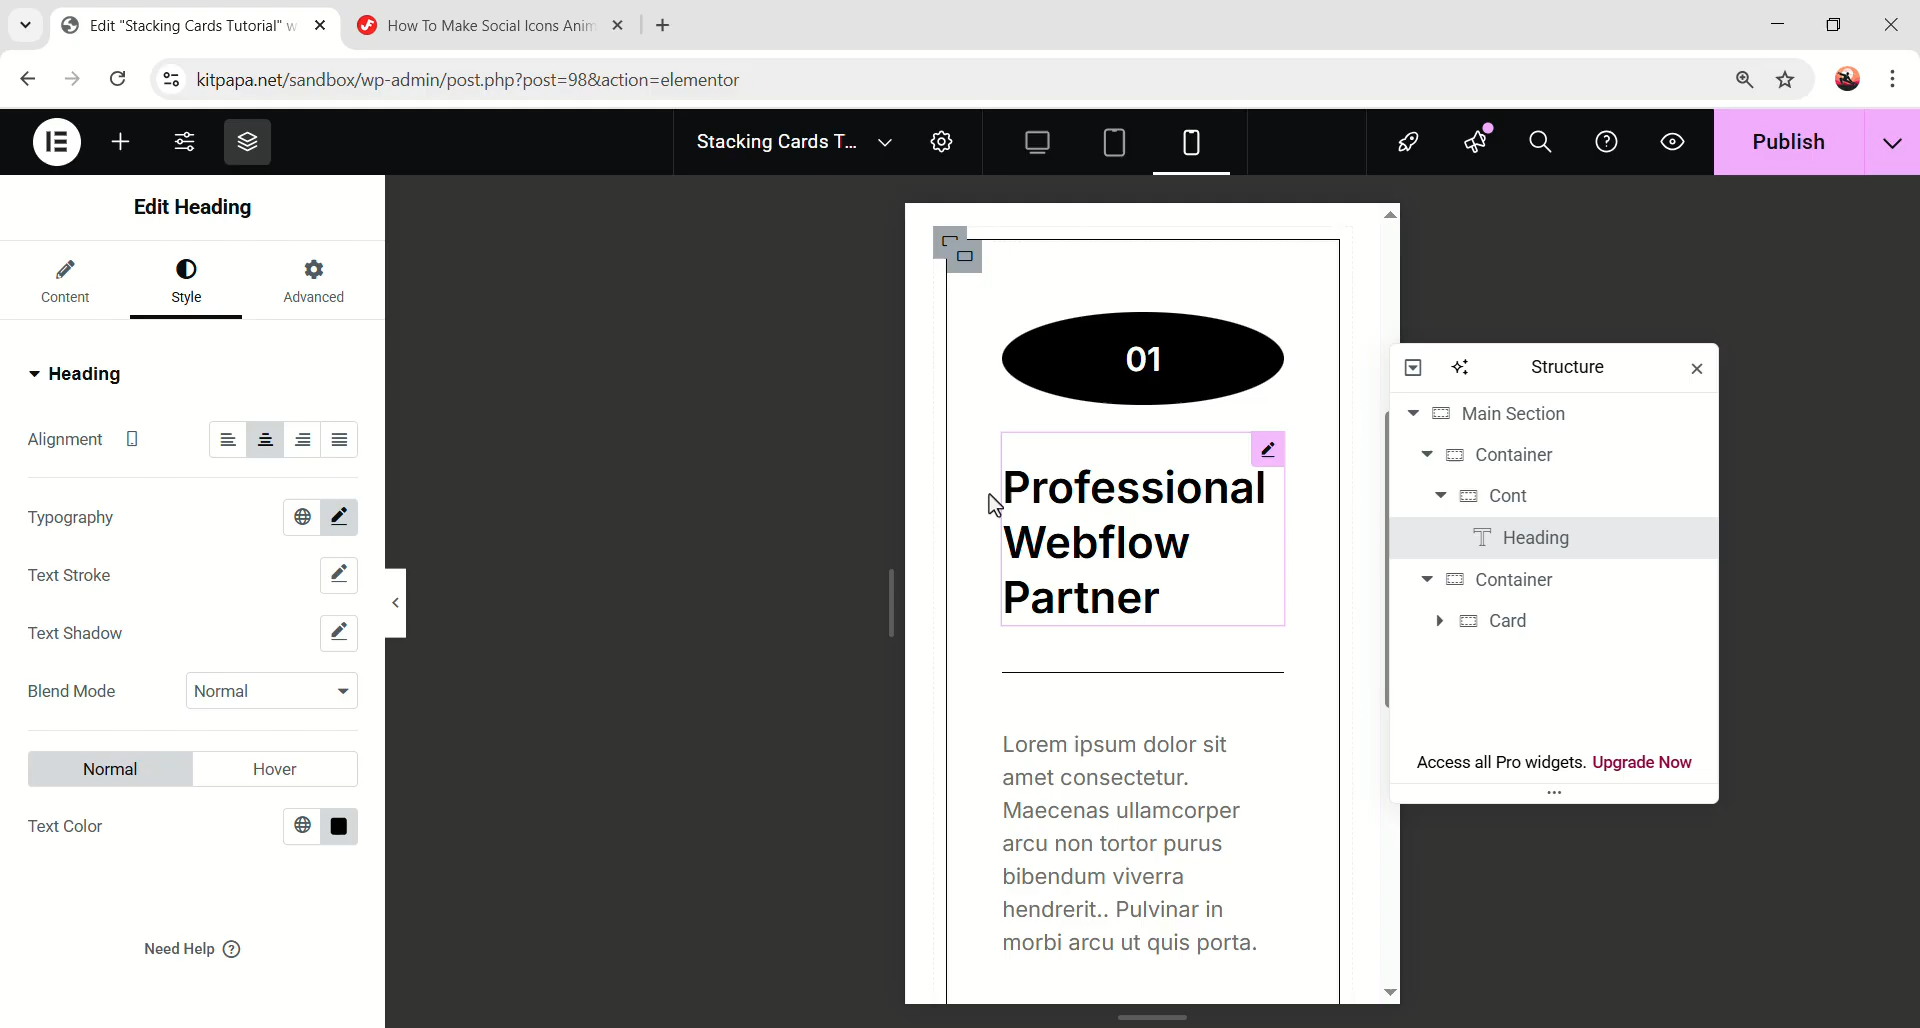 Edit "Stacking Cards Tutorial" w
How To Make Social Icons Anim
kitpapa.net/sandbox/wp-admin/post.php?post=98&action=elementor
Stacking Cards T...
Publish
Edit Heading
Content
Style
Advanced
Heading
Alignment
Typography
Text Stroke
Text Shadow
Blend Mode
Normal
Normal
Hover
Text Color
Need Help
01
Professional
Webflow
Partner
Lorem ipsum dolor sit
amet consectetur.
Maecenas ullamcorper
arcu non tortor purus
bibendum viverra
hendrerit.. Pulvinar in
morbi arcu ut quis porta.
Structure
Main Section
Container
Cont
Heading
Container
Card
Access all Pro widgets. Upgrade Now